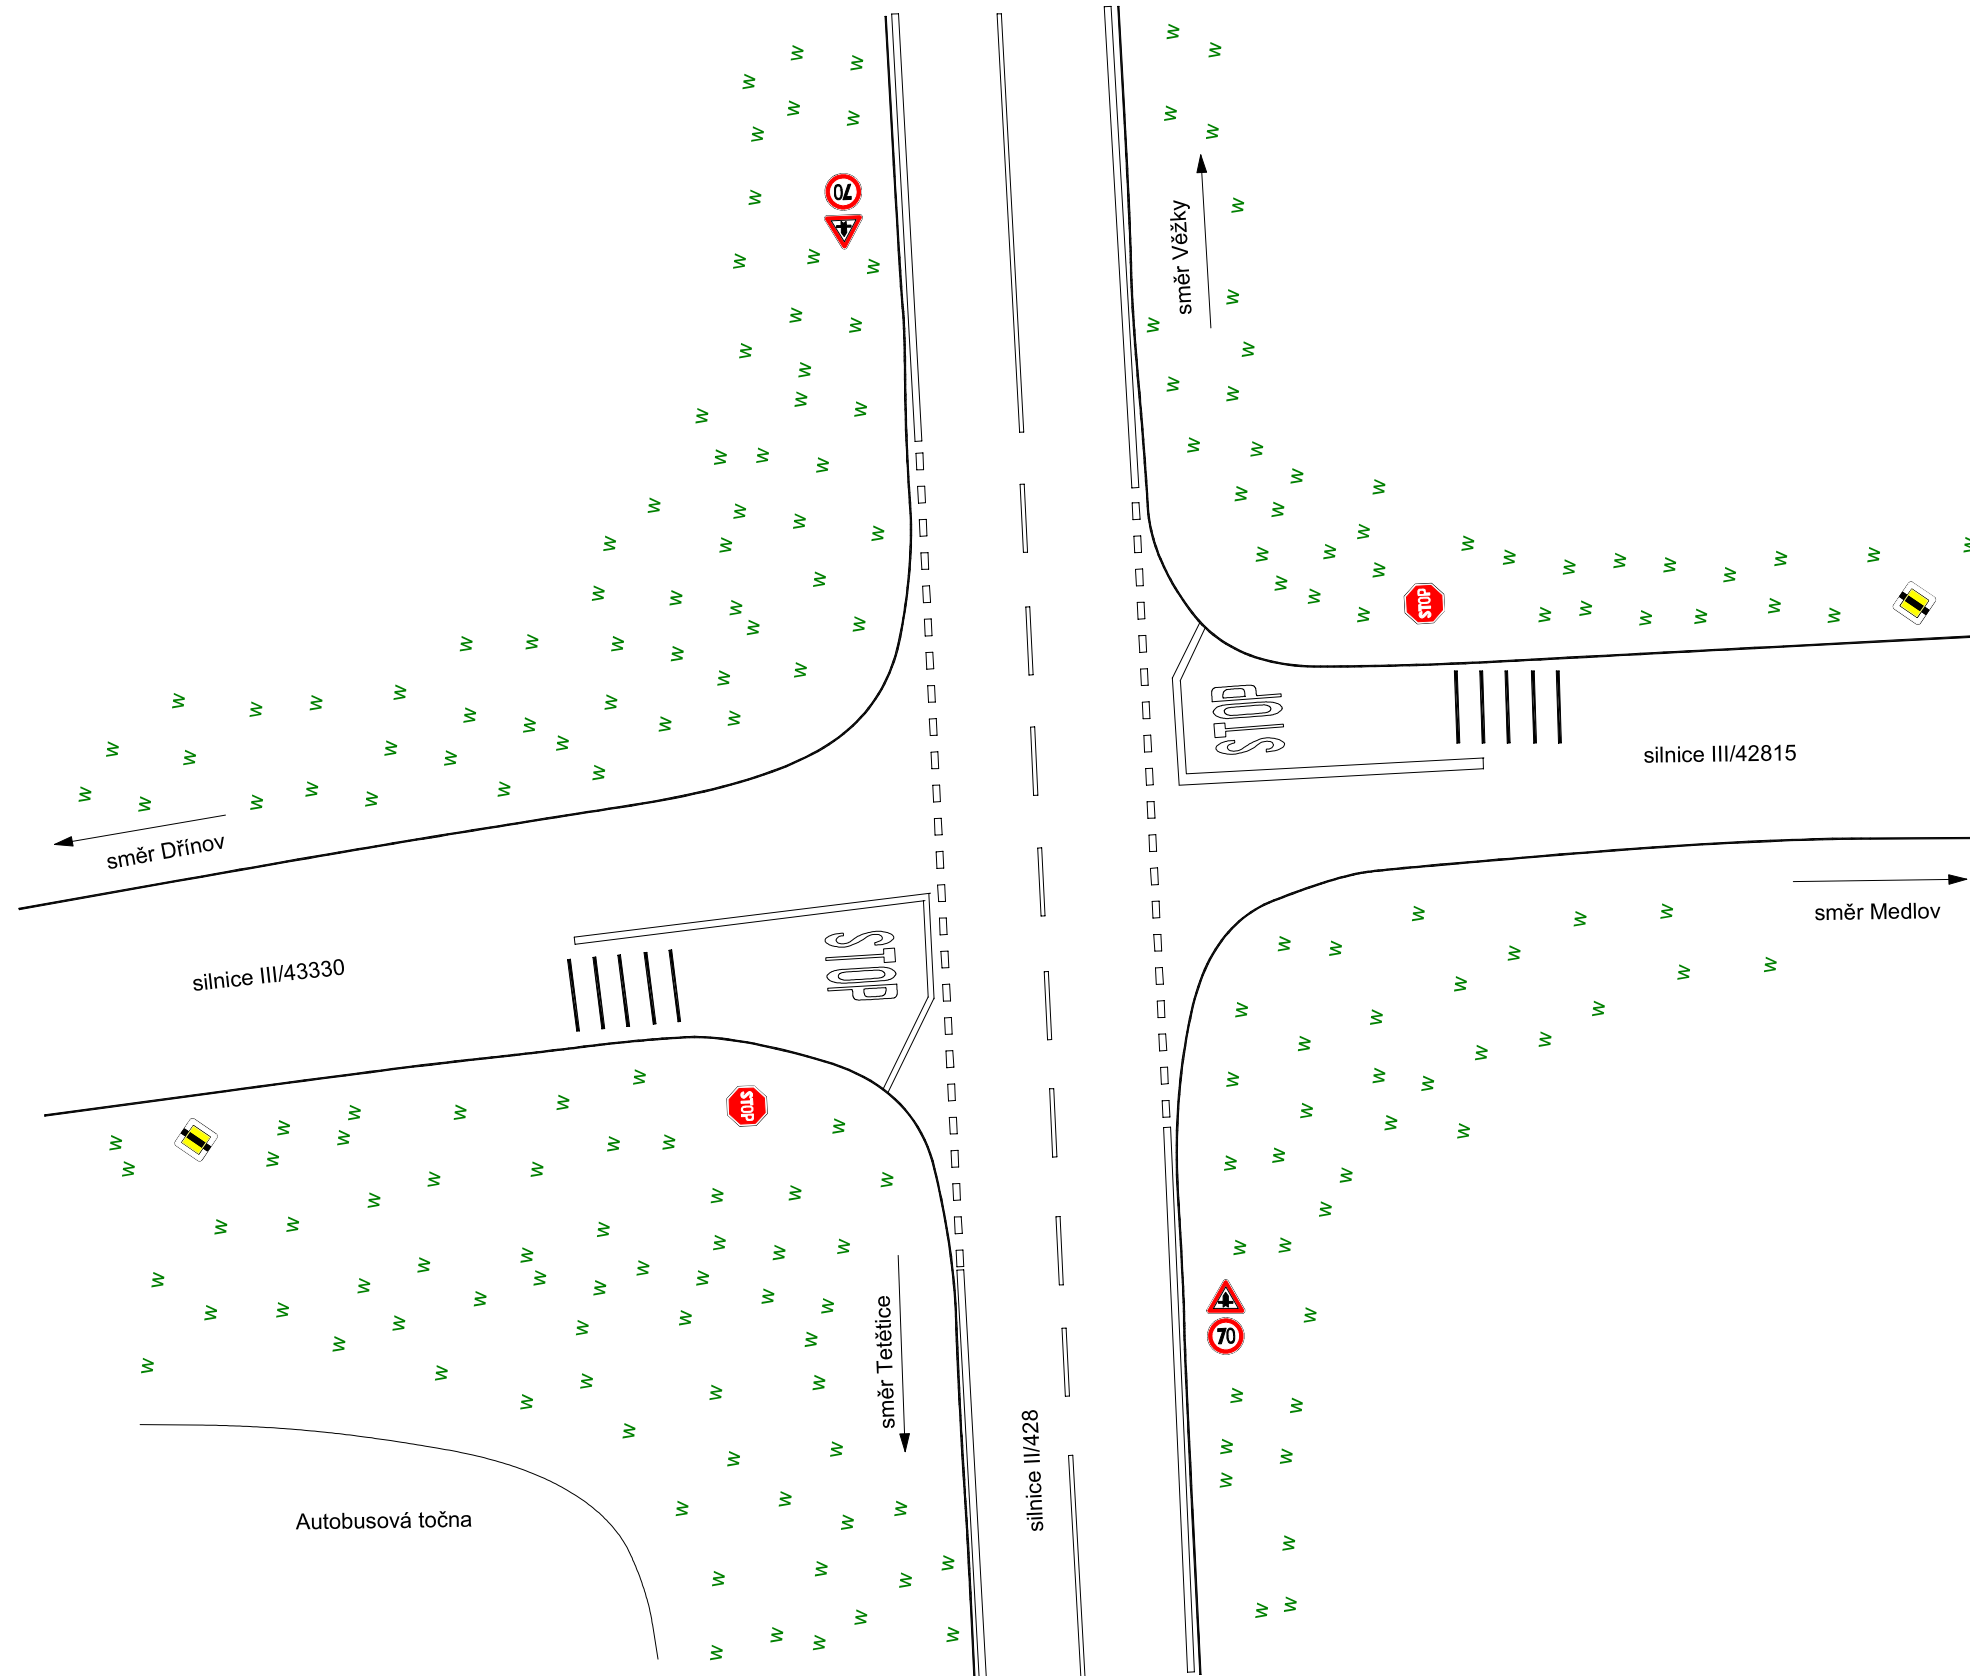 70
směr Věžky
STOP
STOP
silnice III/42815
směr Dřínov
směr Medlov
STOP
silnice III/43330
STOP
směr Tetětice
70
silnice II/428
Autobusová točna